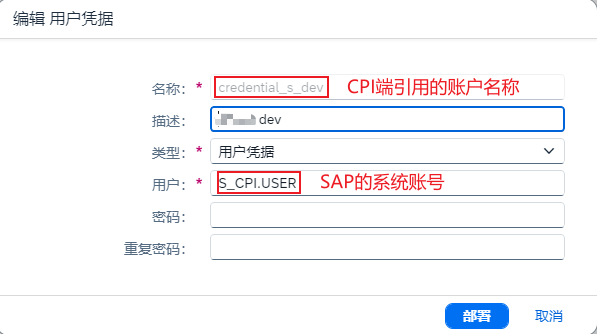 编辑 用户凭据
名称： * credential_s_dev CPI端引用的账户名称
描述： dev
类型： * 用户凭据
用户： * S_CPI.USER SAP的系统账号
密码：
重复密码：
部署 取消